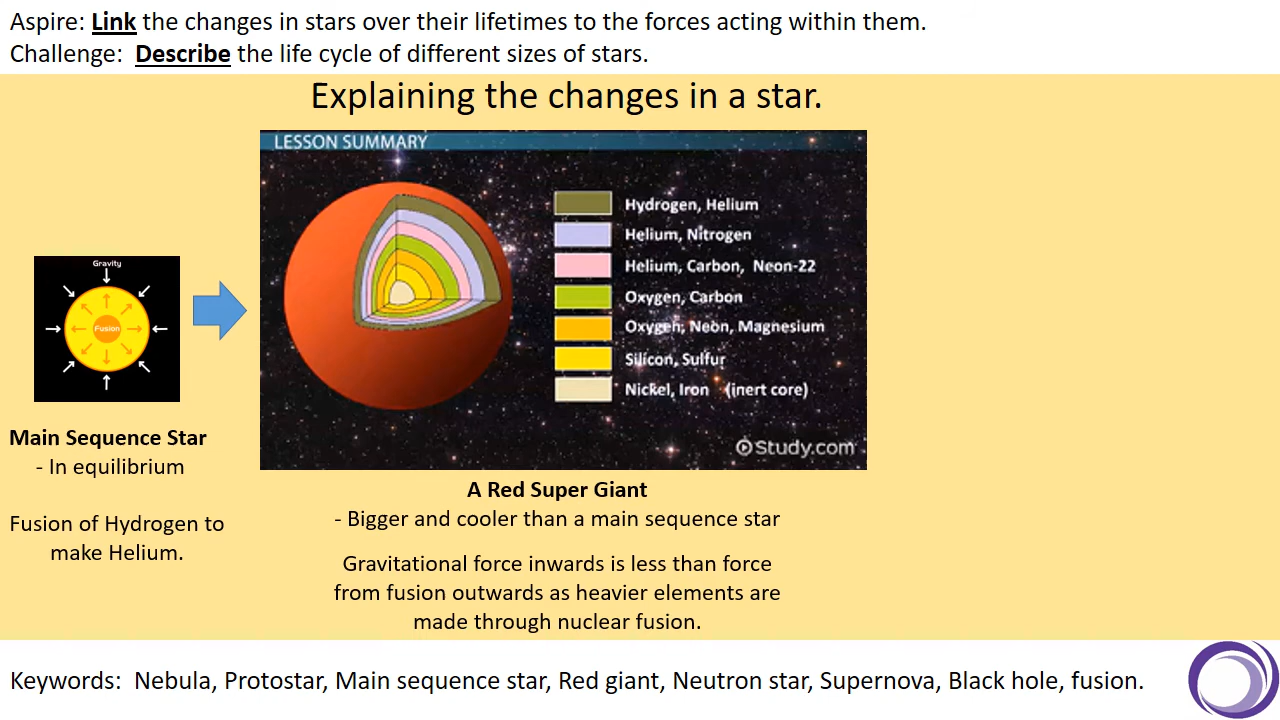 Aspire: Link the changes in stars over their lifetimes to the forces acting within them.
Challenge: Describe the life cycle of different sizes of stars.
Explaining the changes in a star.
LESSON SUMMARY
Hydrogen, Helium
Helium, Nitrogen
Helium, Carbon, Neon-22
Oxygen, Carbon
Oxygen, Neon, Magnesium
Silicon, Sulfur
Nickel, Iron (inert core)
Study.com
Gravity
Fusion
Main Sequence Star
- In equilibrium
Fusion of Hydrogen to
make Helium.
A Red Super Giant
- Bigger and cooler than a main sequence star
Gravitational force inwards is less than force
from fusion outwards as heavier elements are
made through nuclear fusion.
Keywords: Nebula, Protostar, Main sequence star, Red giant, Neutron star, Supernova, Black hole, fusion.